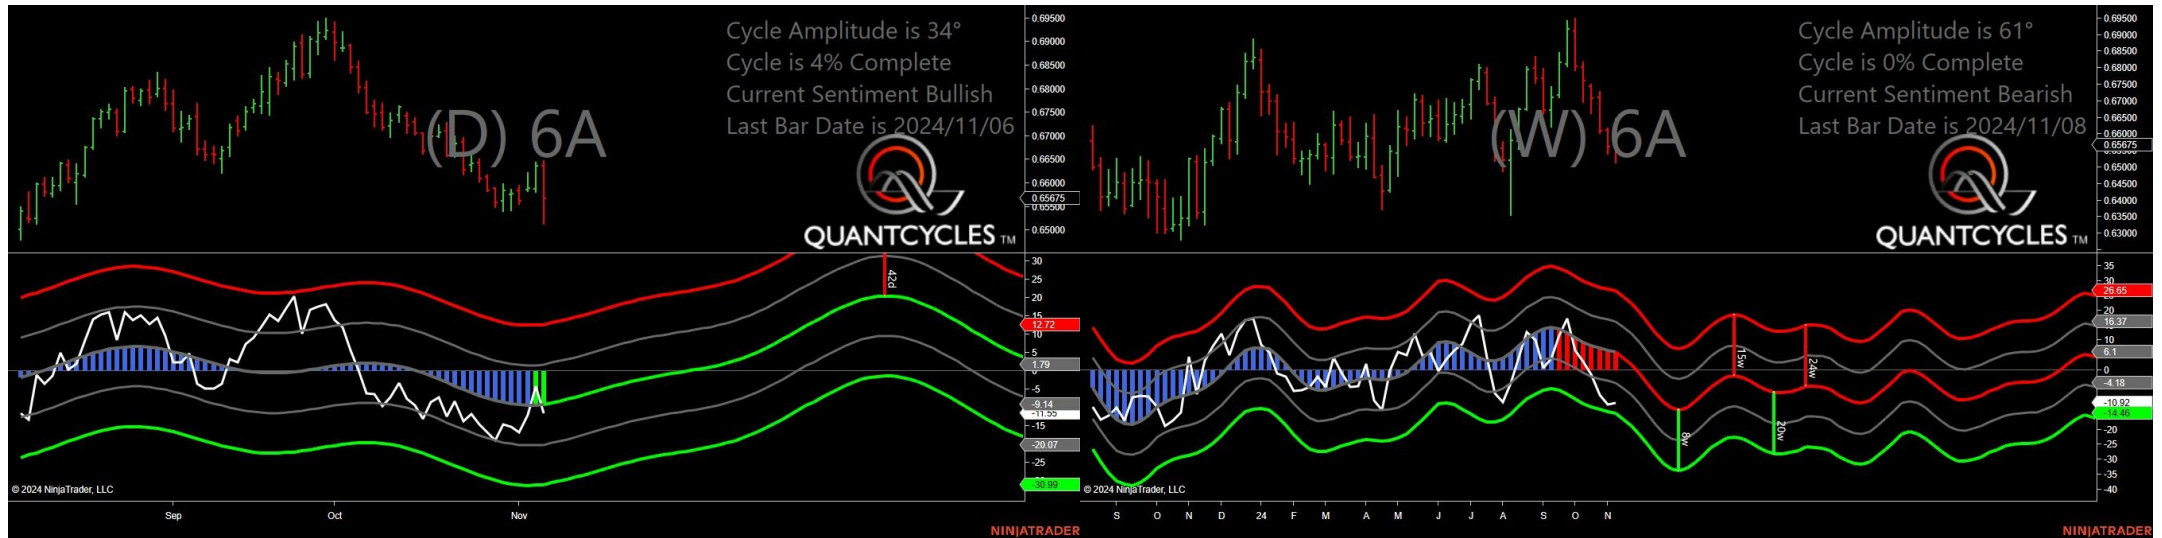 Cycle Amplitude is 34°
Cycle is 4% Complete
Current Sentiment Bullish
Last Bar Date is 2024/11/06
(D) 6A
QUANTCYCLES TM
0.69500
0.69000
0.68500
0.68000
0.67500
0.67000
0.66500
0.66000
0.65675
0.65500
0.65000
42d
30
25
20
15
12.72
10
5
1.79
0
-5
-9.14
-11.55
-15
-20.07
-25
-30.99
© 2024 NinjaTrader, LLC
Sep Oct Nov
NINJATRADER
Cycle Amplitude is 61°
Cycle is 0% Complete
Current Sentiment Bearish
Last Bar Date is 2024/11/08
(W) 6A
QUANTCYCLES TM
0.69500
0.69000
0.68500
0.68000
0.67500
0.67000
0.66500
0.66000
0.65675
0.65000
0.64500
0.64000
0.63500
0.63000
8w
15w
20w
24w
35
30
26.65
20
16.37
10
6.1
0
-4.18
-10.92
-14.46
-20
-25
-30
-35
-40
© 2024 NinjaTrader, LLC
S O N D 24 F M A M J J A S O N
NINJATRADER